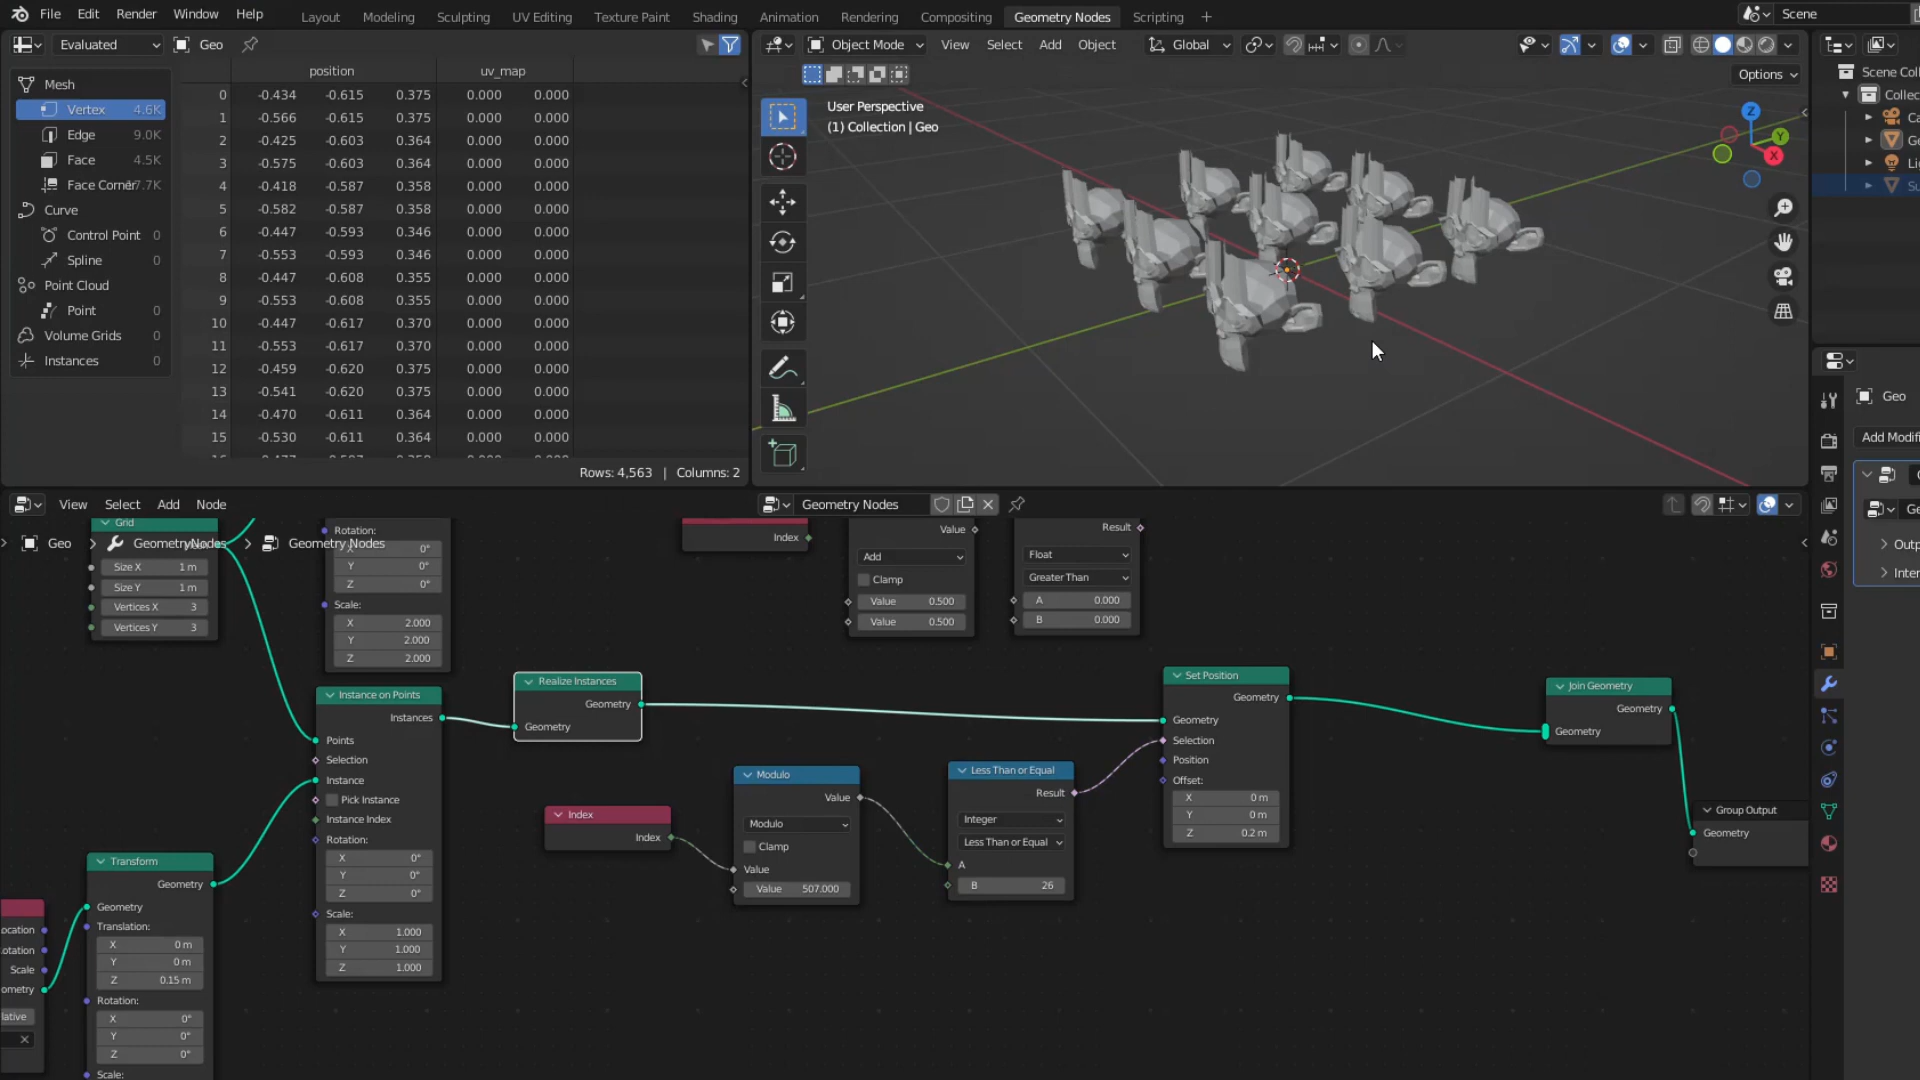 File Edit Render Window Help Layout Modeling Sculpting UV Editing Texture Paint Shading Animation Rendering Compositing Geometry Nodes Scripting + Scene
Evaluated Geo
position uv_map
Mesh
Vertex 4.6K
Edge 9.0K
Face 4.5K
Face Corner 17.7K
Curve
Control Point 0
Spline 0
Point Cloud
Point 0
Volume Grids 0
Instances 0
0 -0.434 -0.615 0.375 0.000 0.000
1 -0.566 -0.615 0.375 0.000 0.000
2 -0.425 -0.603 0.364 0.000 0.000
3 -0.575 -0.603 0.364 0.000 0.000
4 -0.418 -0.587 0.358 0.000 0.000
5 -0.582 -0.587 0.358 0.000 0.000
6 -0.447 -0.593 0.346 0.000 0.000
7 -0.553 -0.593 0.346 0.000 0.000
8 -0.447 -0.608 0.355 0.000 0.000
9 -0.553 -0.608 0.355 0.000 0.000
10 -0.447 -0.617 0.370 0.000 0.000
11 -0.553 -0.617 0.370 0.000 0.000
12 -0.459 -0.620 0.375 0.000 0.000
13 -0.541 -0.620 0.375 0.000 0.000
14 -0.470 -0.611 0.364 0.000 0.000
15 -0.530 -0.611 0.364 0.000 0.000
Rows: 4,563 | Columns: 2
Object Mode View Select Add Object Global
Options
User Perspective
(1) Collection | Geo
Z
Y
X
Scene Coll
Collec
Ca
Ge
Lig
Su
Geo
Add Modifi
Ge
Outp
Inter
View Select Add Node Geometry Nodes
Geo GeometryNodes Geometry Nodes
Grid
Size X 1 m
Size Y 1 m
Vertices X 3
Vertices Y 3
Rotation:
X 0°
Y 0°
Z 0°
Scale:
X 2.000
Y 2.000
Z 2.000
Index
Value
Add
Clamp
Value 0.500
Value 0.500
Result
Float
Greater Than
A 0.000
B 0.000
Instance on Points
Instances
Points
Selection
Instance
Pick Instance
Instance Index
Rotation:
X 0°
Y 0°
Z 0°
Scale:
X 1.000
Y 1.000
Z 1.000
Realize Instances
Geometry
Geometry
Index
Index
Modulo
Value
Modulo
Clamp
Value
Value 507.000
Less Than or Equal
Result
Integer
Less Than or Equal
A
B 26
Set Position
Geometry
Geometry
Selection
Position
Offset:
X 0 m
Y 0 m
Z 0.2 m
Join Geometry
Geometry
Geometry
Group Output
Geometry
Transform
Geometry
Geometry
Translation:
X 0 m
Y 0 m
Z 0.15 m
Rotation:
X 0°
Y 0°
Z 0°
Scale:
ocation
otation
Scale
ometry
lative